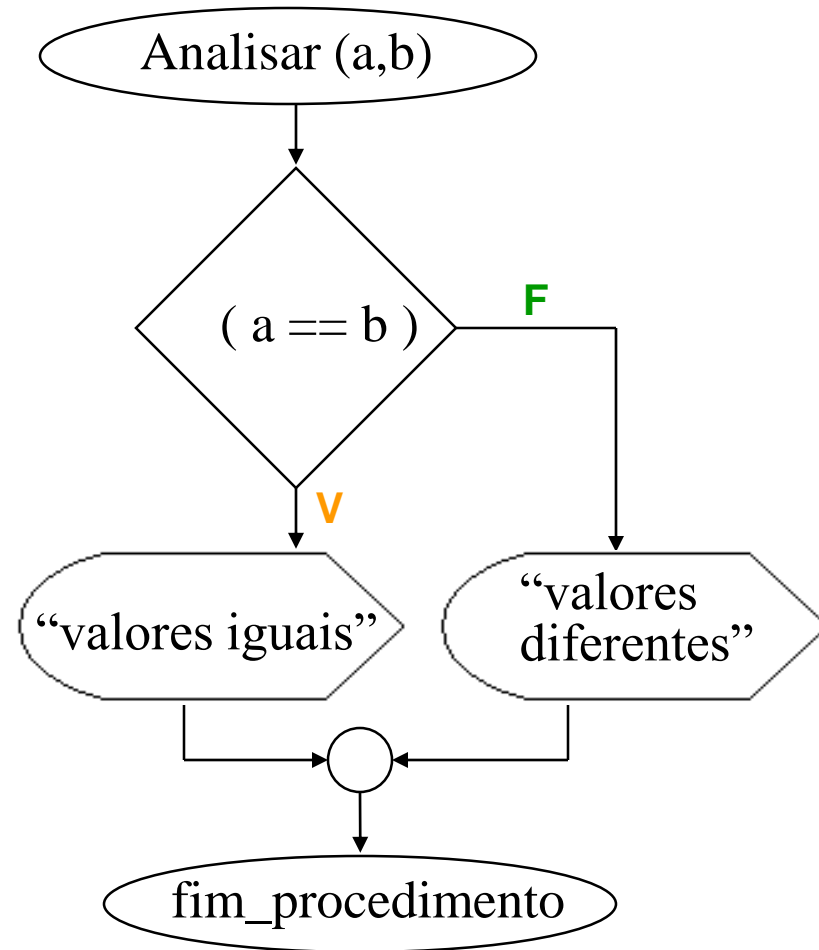 Analisar (a,b)
( a == b )
F
V
“valores iguais”
“valores
diferentes”
fim_procedimento